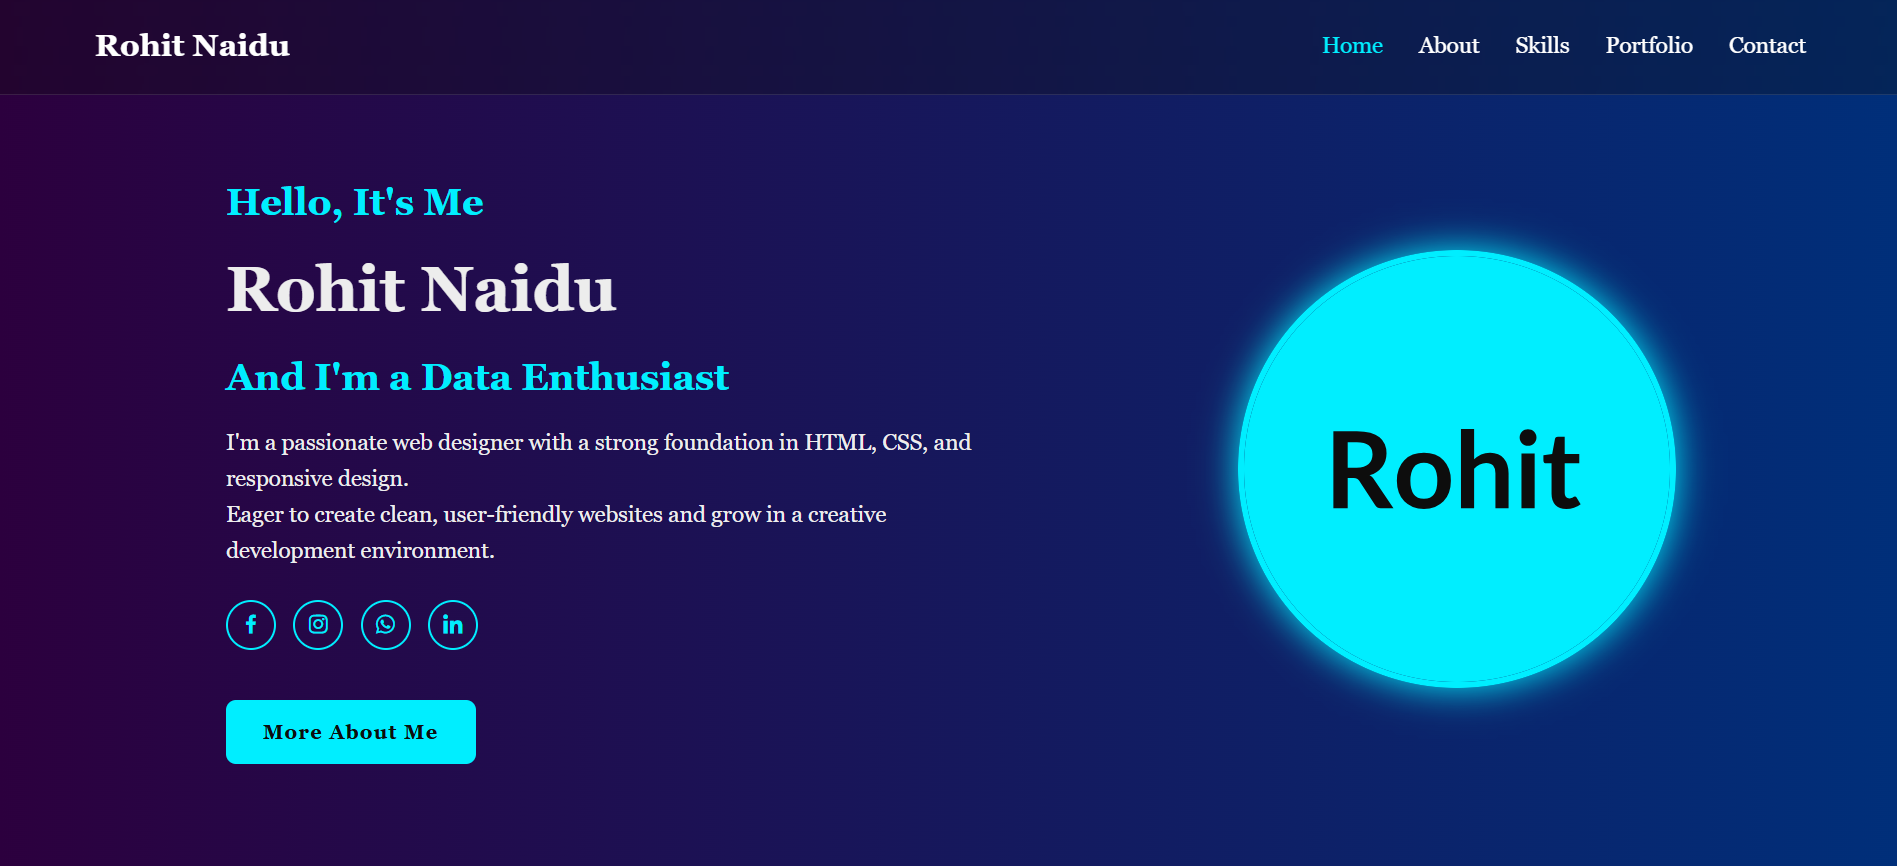 Rohit Naidu
Home About Skills Portfolio Contact
Hello, It's Me
Rohit Naidu
And I'm a Data Enthusiast
I'm a passionate web designer with a strong foundation in HTML, CSS, and
responsive design.
Eager to create clean, user-friendly websites and grow in a creative
development environment.
More About Me
Rohit